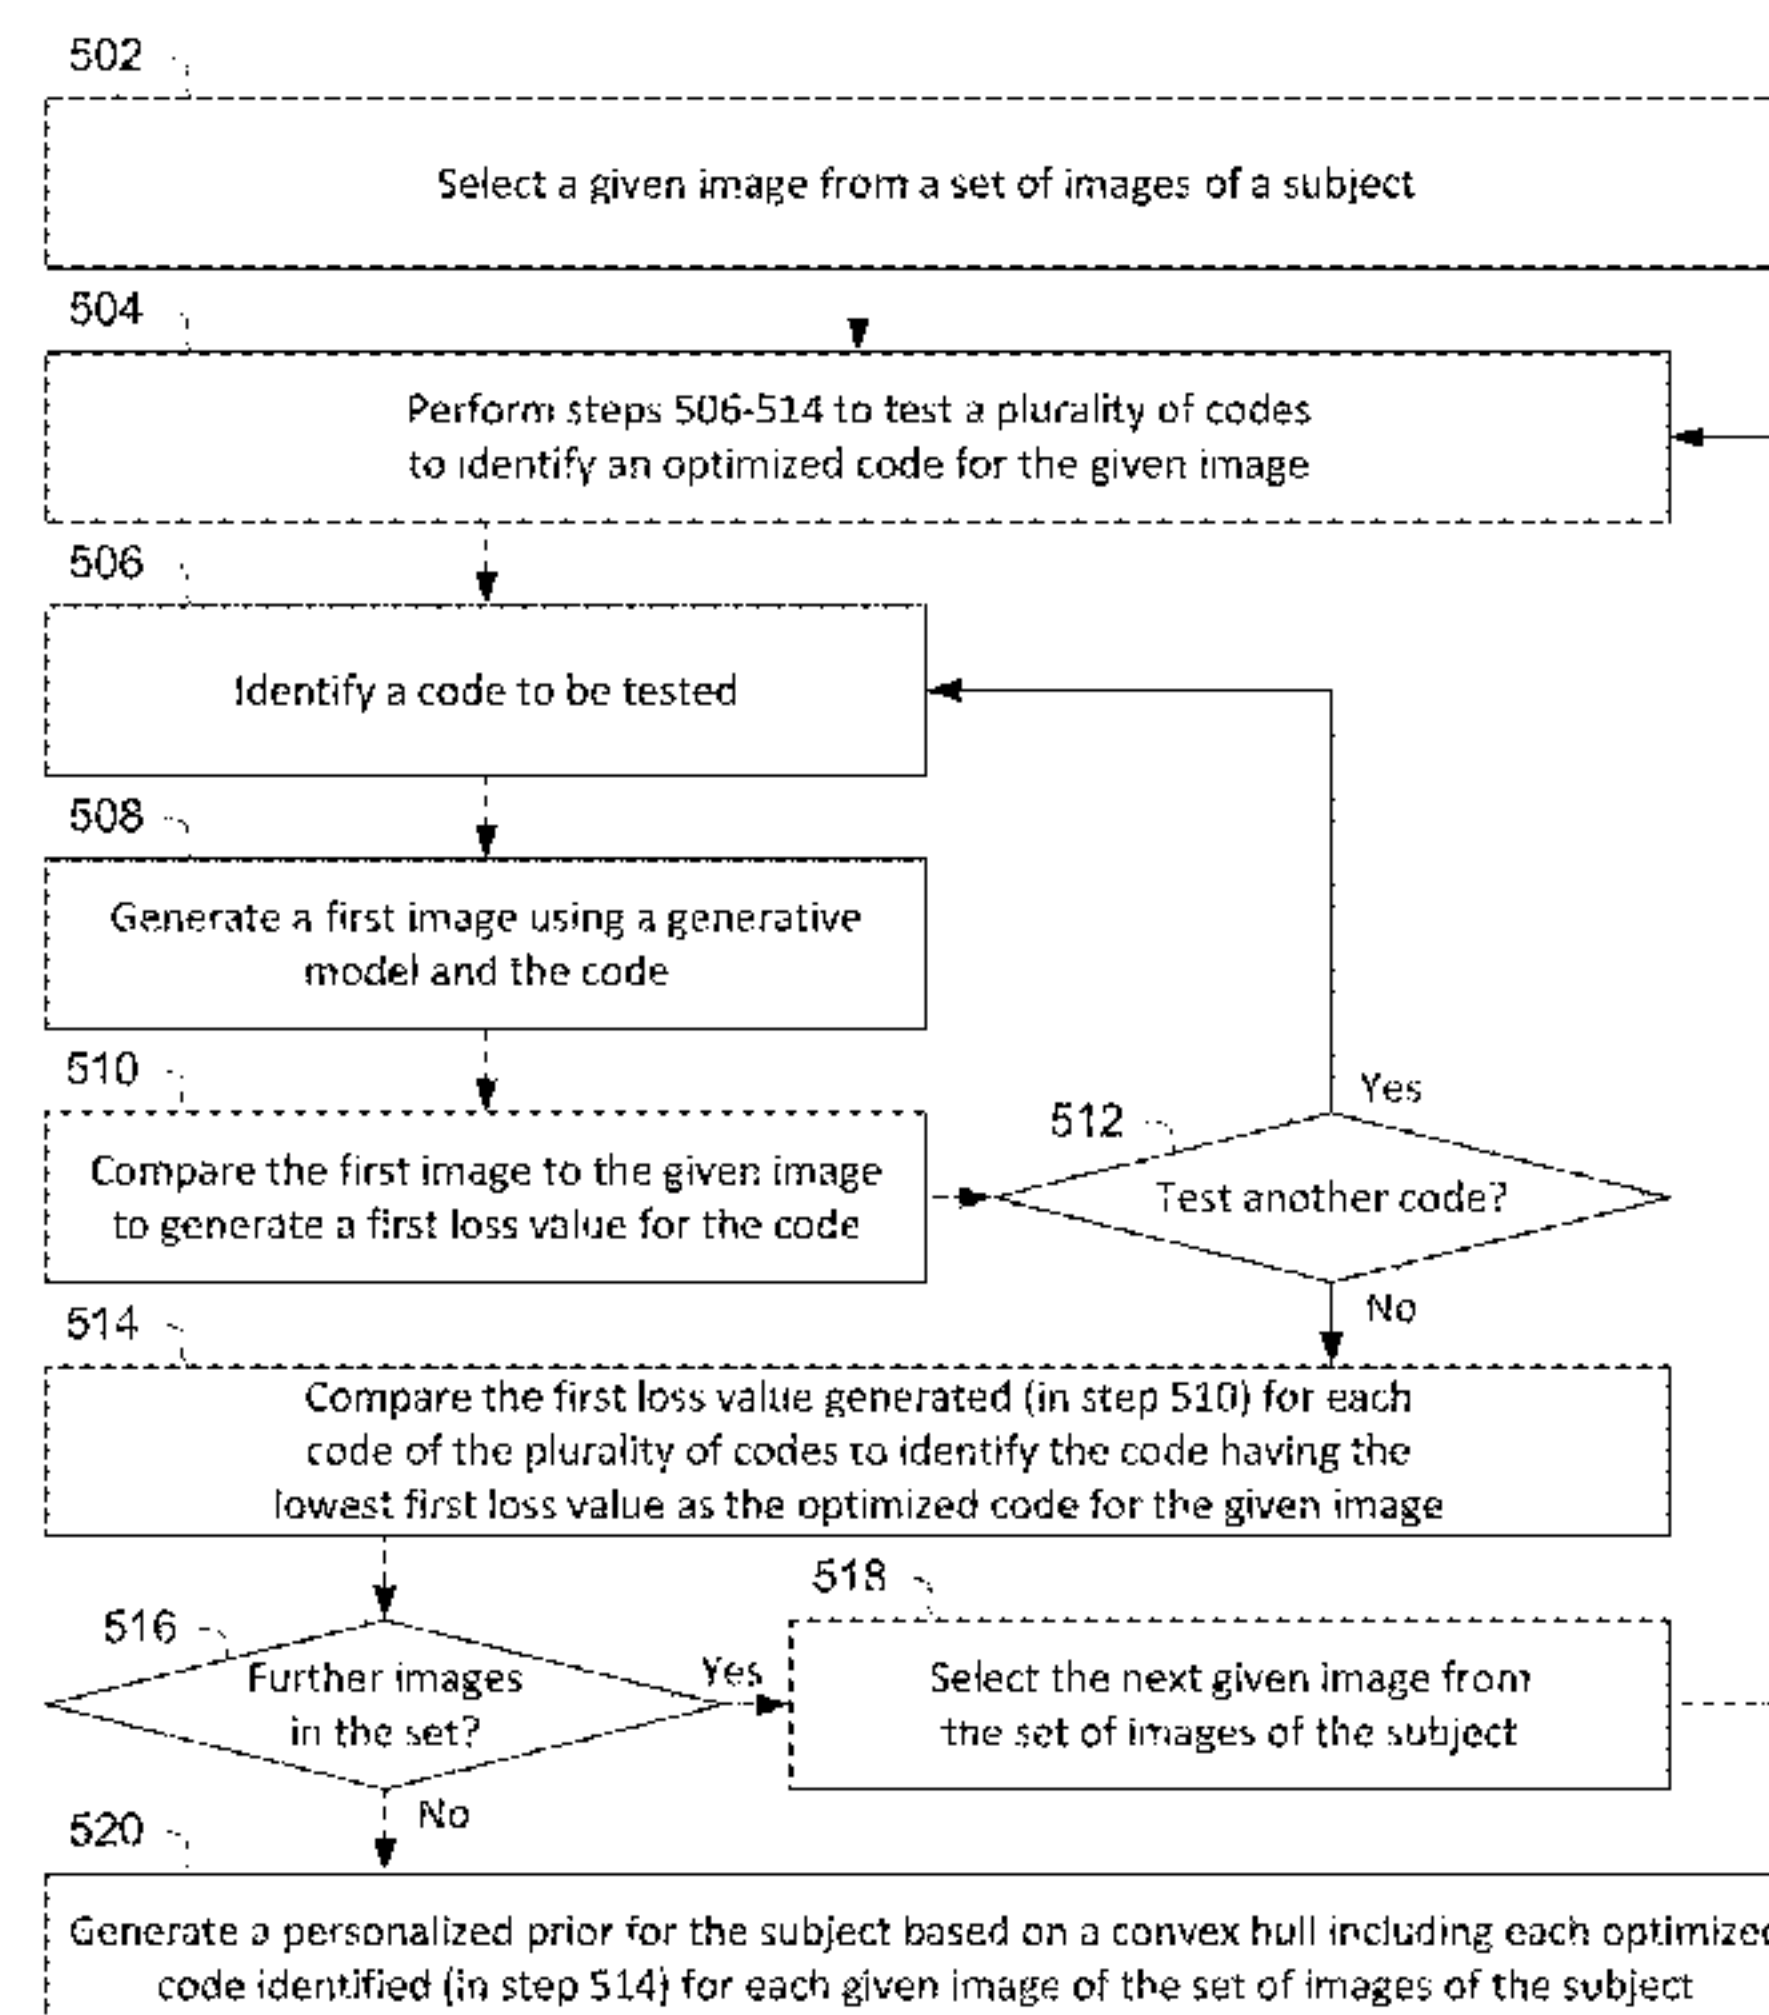 502
Select a given image from a set of images of a subject
504
Perform steps 506-514 to test a plurality of codes
to identify an optimized code for the given image
506
Identify a code to be tested
508
Generate a first image using a generative
model and the code
510
Compare the first image to the given image
to generate a first loss value for the code
512
Yes
Test another code?
No
514
Compare the first loss value generated (in step 510) for each
code of the plurality of codes to identify the code having the
lowest first loss value as the optimized code for the given image
516
Further images
in the set?
Yes
518
Select the next given image from
the set of images of the subject
No
520
Generate a personalized prior for the subject based on a convex hull including each optimized
code identified (in step 514) for each given image of the set of images of the subject